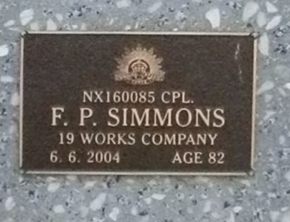 NX160085 CPL.
F. P. SIMMONS
19 WORKS COMPANY
6. 6. 2004 AGE 82